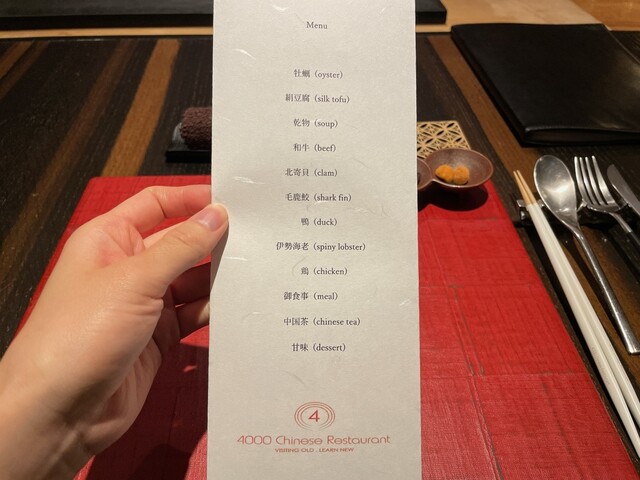 Menu
牡蠣（oyster）
絹豆腐（silk tofu）
乾物（soup）
和牛（beef）
北寄貝（clam）
毛鹿鮫（shark fin）
鴨（duck）
伊勢海老（spiny lobster）
鶏（chicken）
御食事（meal）
中国茶（chinese tea）
甘味（dessert）
4
4000 Chinese Restaurant
VISITING OLD , LEARN NEW